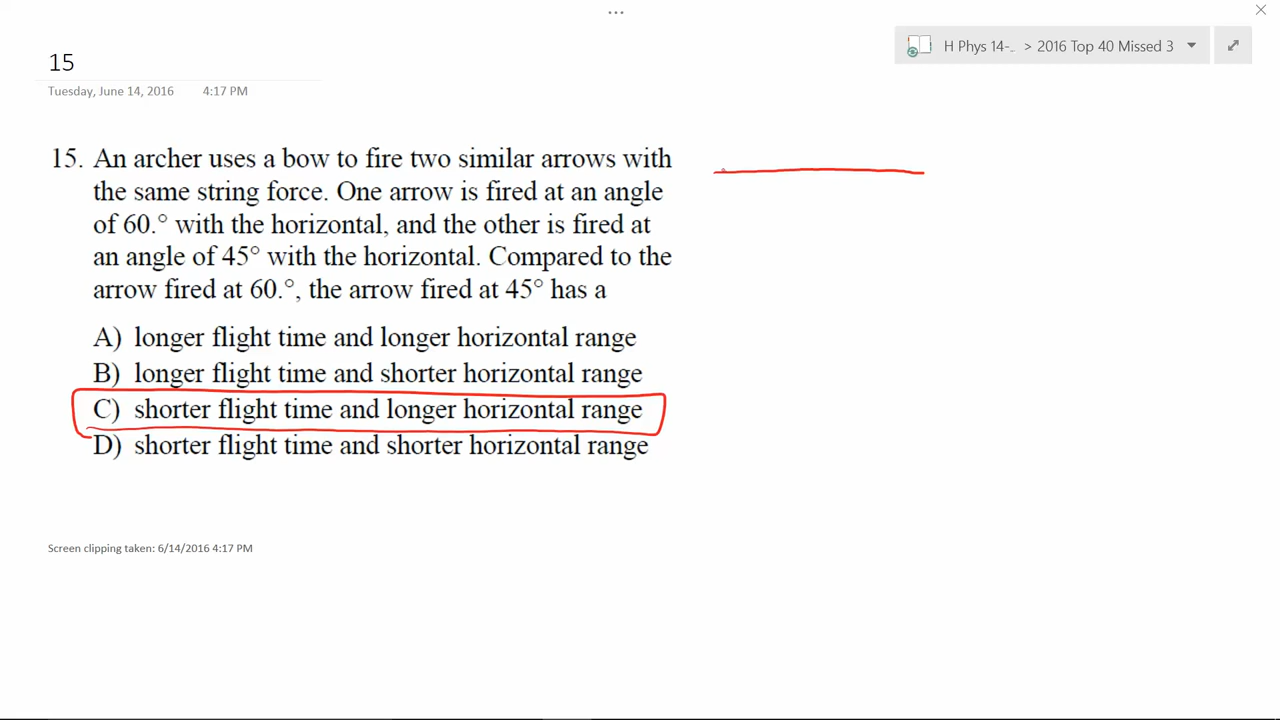 ...
H Phys 14-.. > 2016 Top 40 Missed 3
15
Tuesday, June 14, 2016 4:17 PM
15. An archer uses a bow to fire two similar arrows with
the same string force. One arrow is fired at an angle
of 60.° with the horizontal, and the other is fired at
an angle of 45° with the horizontal. Compared to the
arrow fired at 60.°, the arrow fired at 45° has a
A) longer flight time and longer horizontal range
B) longer flight time and shorter horizontal range
C) shorter flight time and longer horizontal range
D) shorter flight time and shorter horizontal range
Screen clipping taken: 6/14/2016 4:17 PM